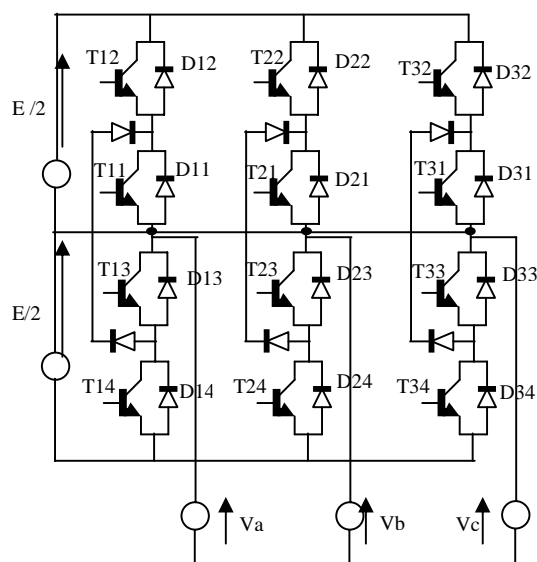 T12 D12 T22 D22 T32 D32
E /2
T11 D11 T21 D21 T31 D31
T13 D13 T23 D23 T33 D33
E/2
T14 D14 T24 D24 T34 D34
Va Vb Vc